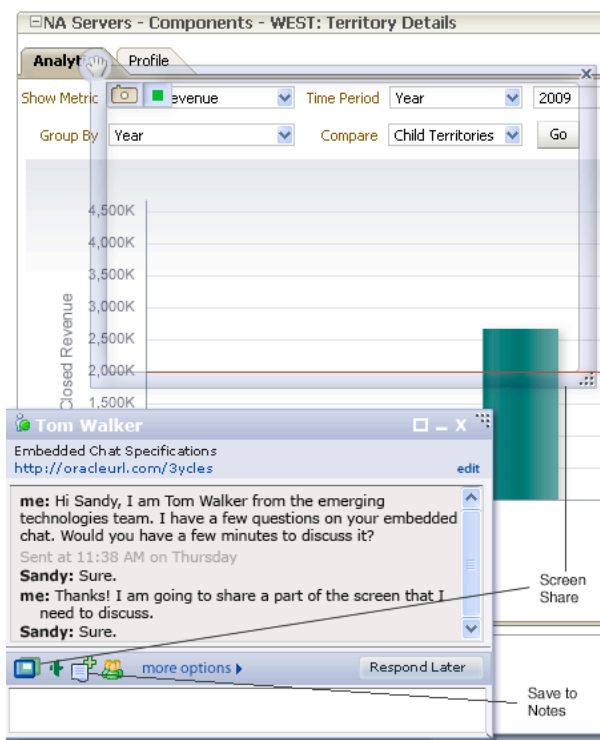 NA Servers - Components - WEST: Territory Details
Profile
Show Metric evenue Time Period Year 2009
Group By Year Compare Child Territories Go
4,500K
4,000K
3,500K
3,000K
2,500K
2,000K
1,500K
Closed Revenue
Tom Walker
Embedded Chat Specifications
http://oracleurl.com/3ycles edit
me: Hi Sandy, I am Tom Walker from the emerging
technologies team. I have a few questions on your embedded
chat. Would you have a few minutes to discuss it?
Sent at 11:38 AM on Thursday
Sandy: Sure.
me: Thanks! I am going to share a part of the screen that I
need to discuss.
Sandy: Sure.
more options Respond Later
Screen
Share
Save to
Notes